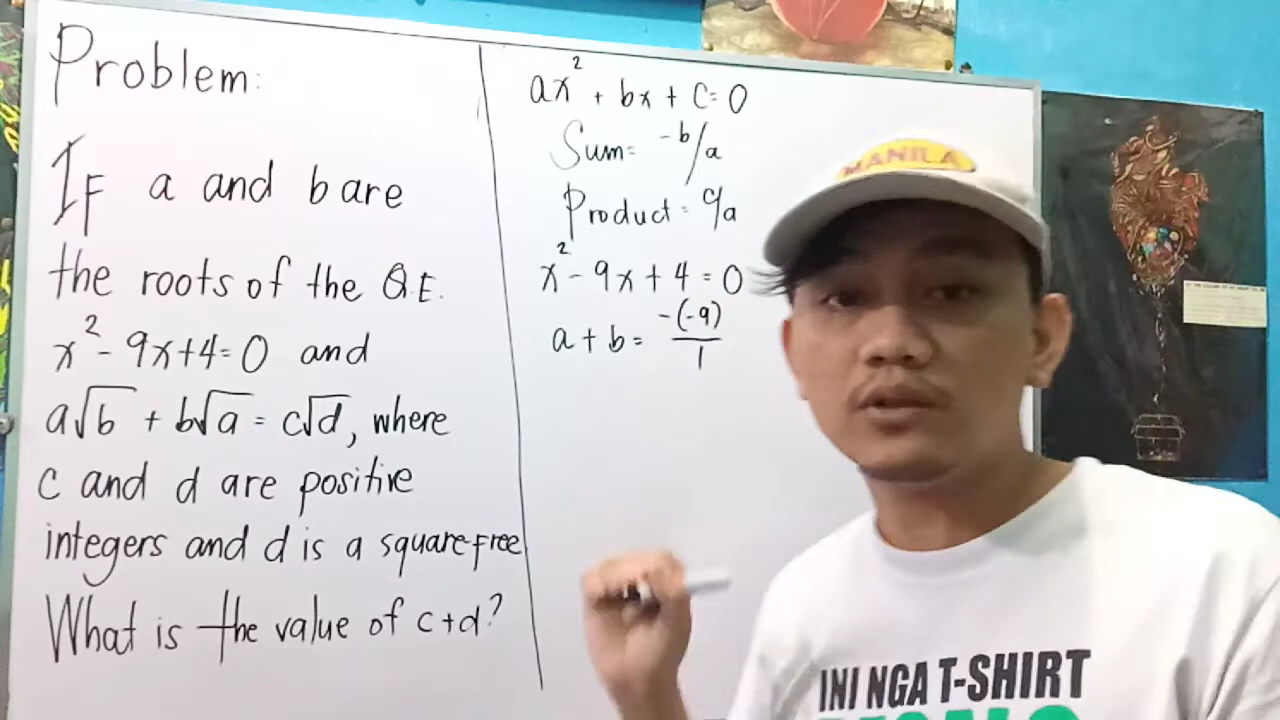 Problem:
If a and b are
the roots of the Q.E.
x² - 9x+4=0 and
a√b + b√a = c√d, where
c and d are positive
integers and d is a square-free
What is the value of c+d?
ax² + bx + c = 0
Sum = -b/a
Product = c/a
x² - 9x + 4 = 0
a + b = -(-9)/1
MANILA
INI NGA T-SHIRT